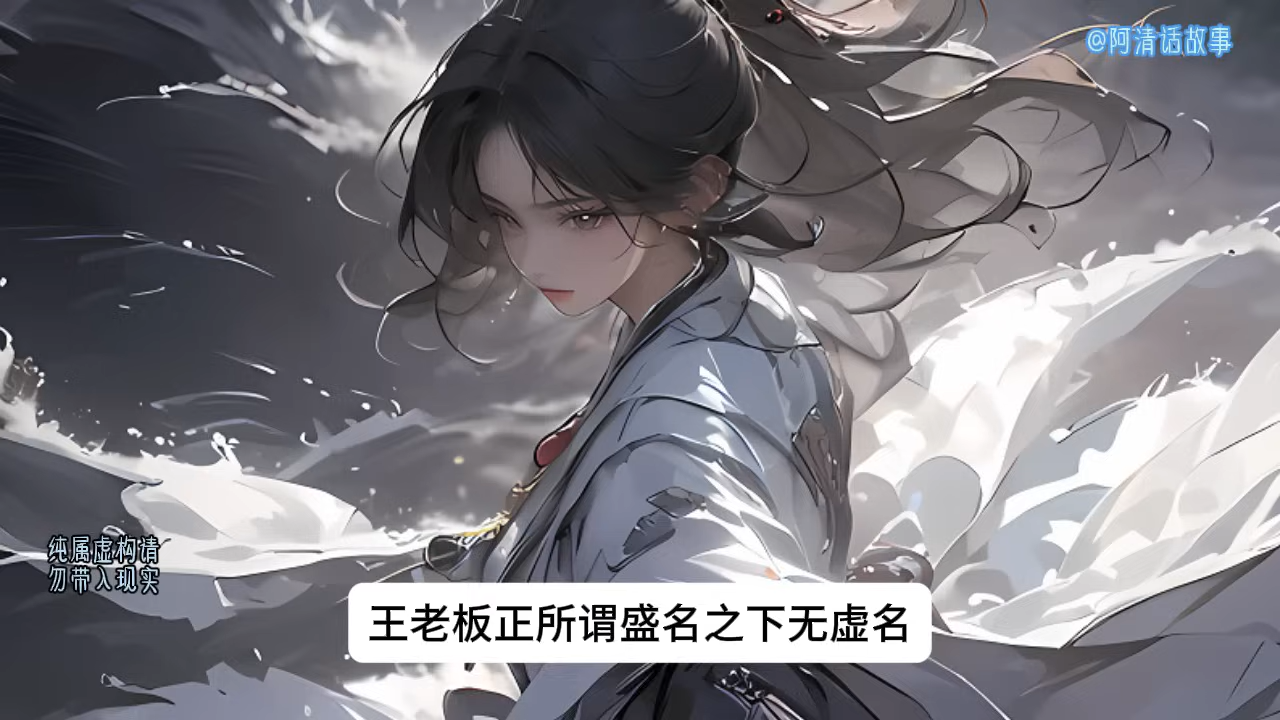 @阿清话故事
纯属虚构请
勿带入现实
王老板正所谓盛名之下无虚名